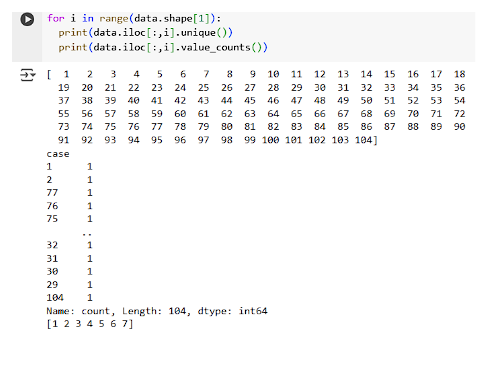 for i in range(data.shape[1]):
  print(data.iloc[:,i].unique())
  print(data.iloc[:,i].value_counts())
[  1   2   3   4   5   6   7   8   9  10  11  12  13  14  15  16  17  18
  19  20  21  22  23  24  25  26  27  28  29  30  31  32  33  34  35  36
  37  38  39  40  41  42  43  44  45  46  47  48  49  50  51  52  53  54
  55  56  57  58  59  60  61  62  63  64  65  66  67  68  69  70  71  72
  73  74  75  76  77  78  79  80  81  82  83  84  85  86  87  88  89  90
  91  92  93  94  95  96  97  98  99 100 101 102 103 104]
case
1      1
2      1
77     1
76     1
75     1
      ..
32     1
31     1
30     1
29     1
104    1
Name: count, Length: 104, dtype: int64
[1 2 3 4 5 6 7]